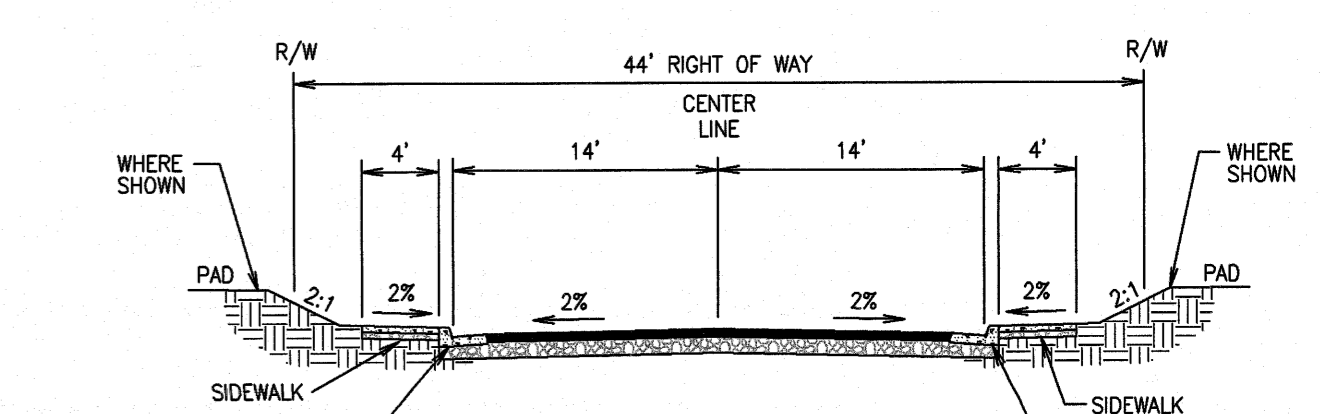 R/W
R/W
44' RIGHT OF WAY
CENTER
LINE
4'
14'
14'
4'
WHERE
SHOWN
WHERE
SHOWN
PAD
2:1
2%
2%
2%
2%
2:1
PAD
SIDEWALK
SIDEWALK